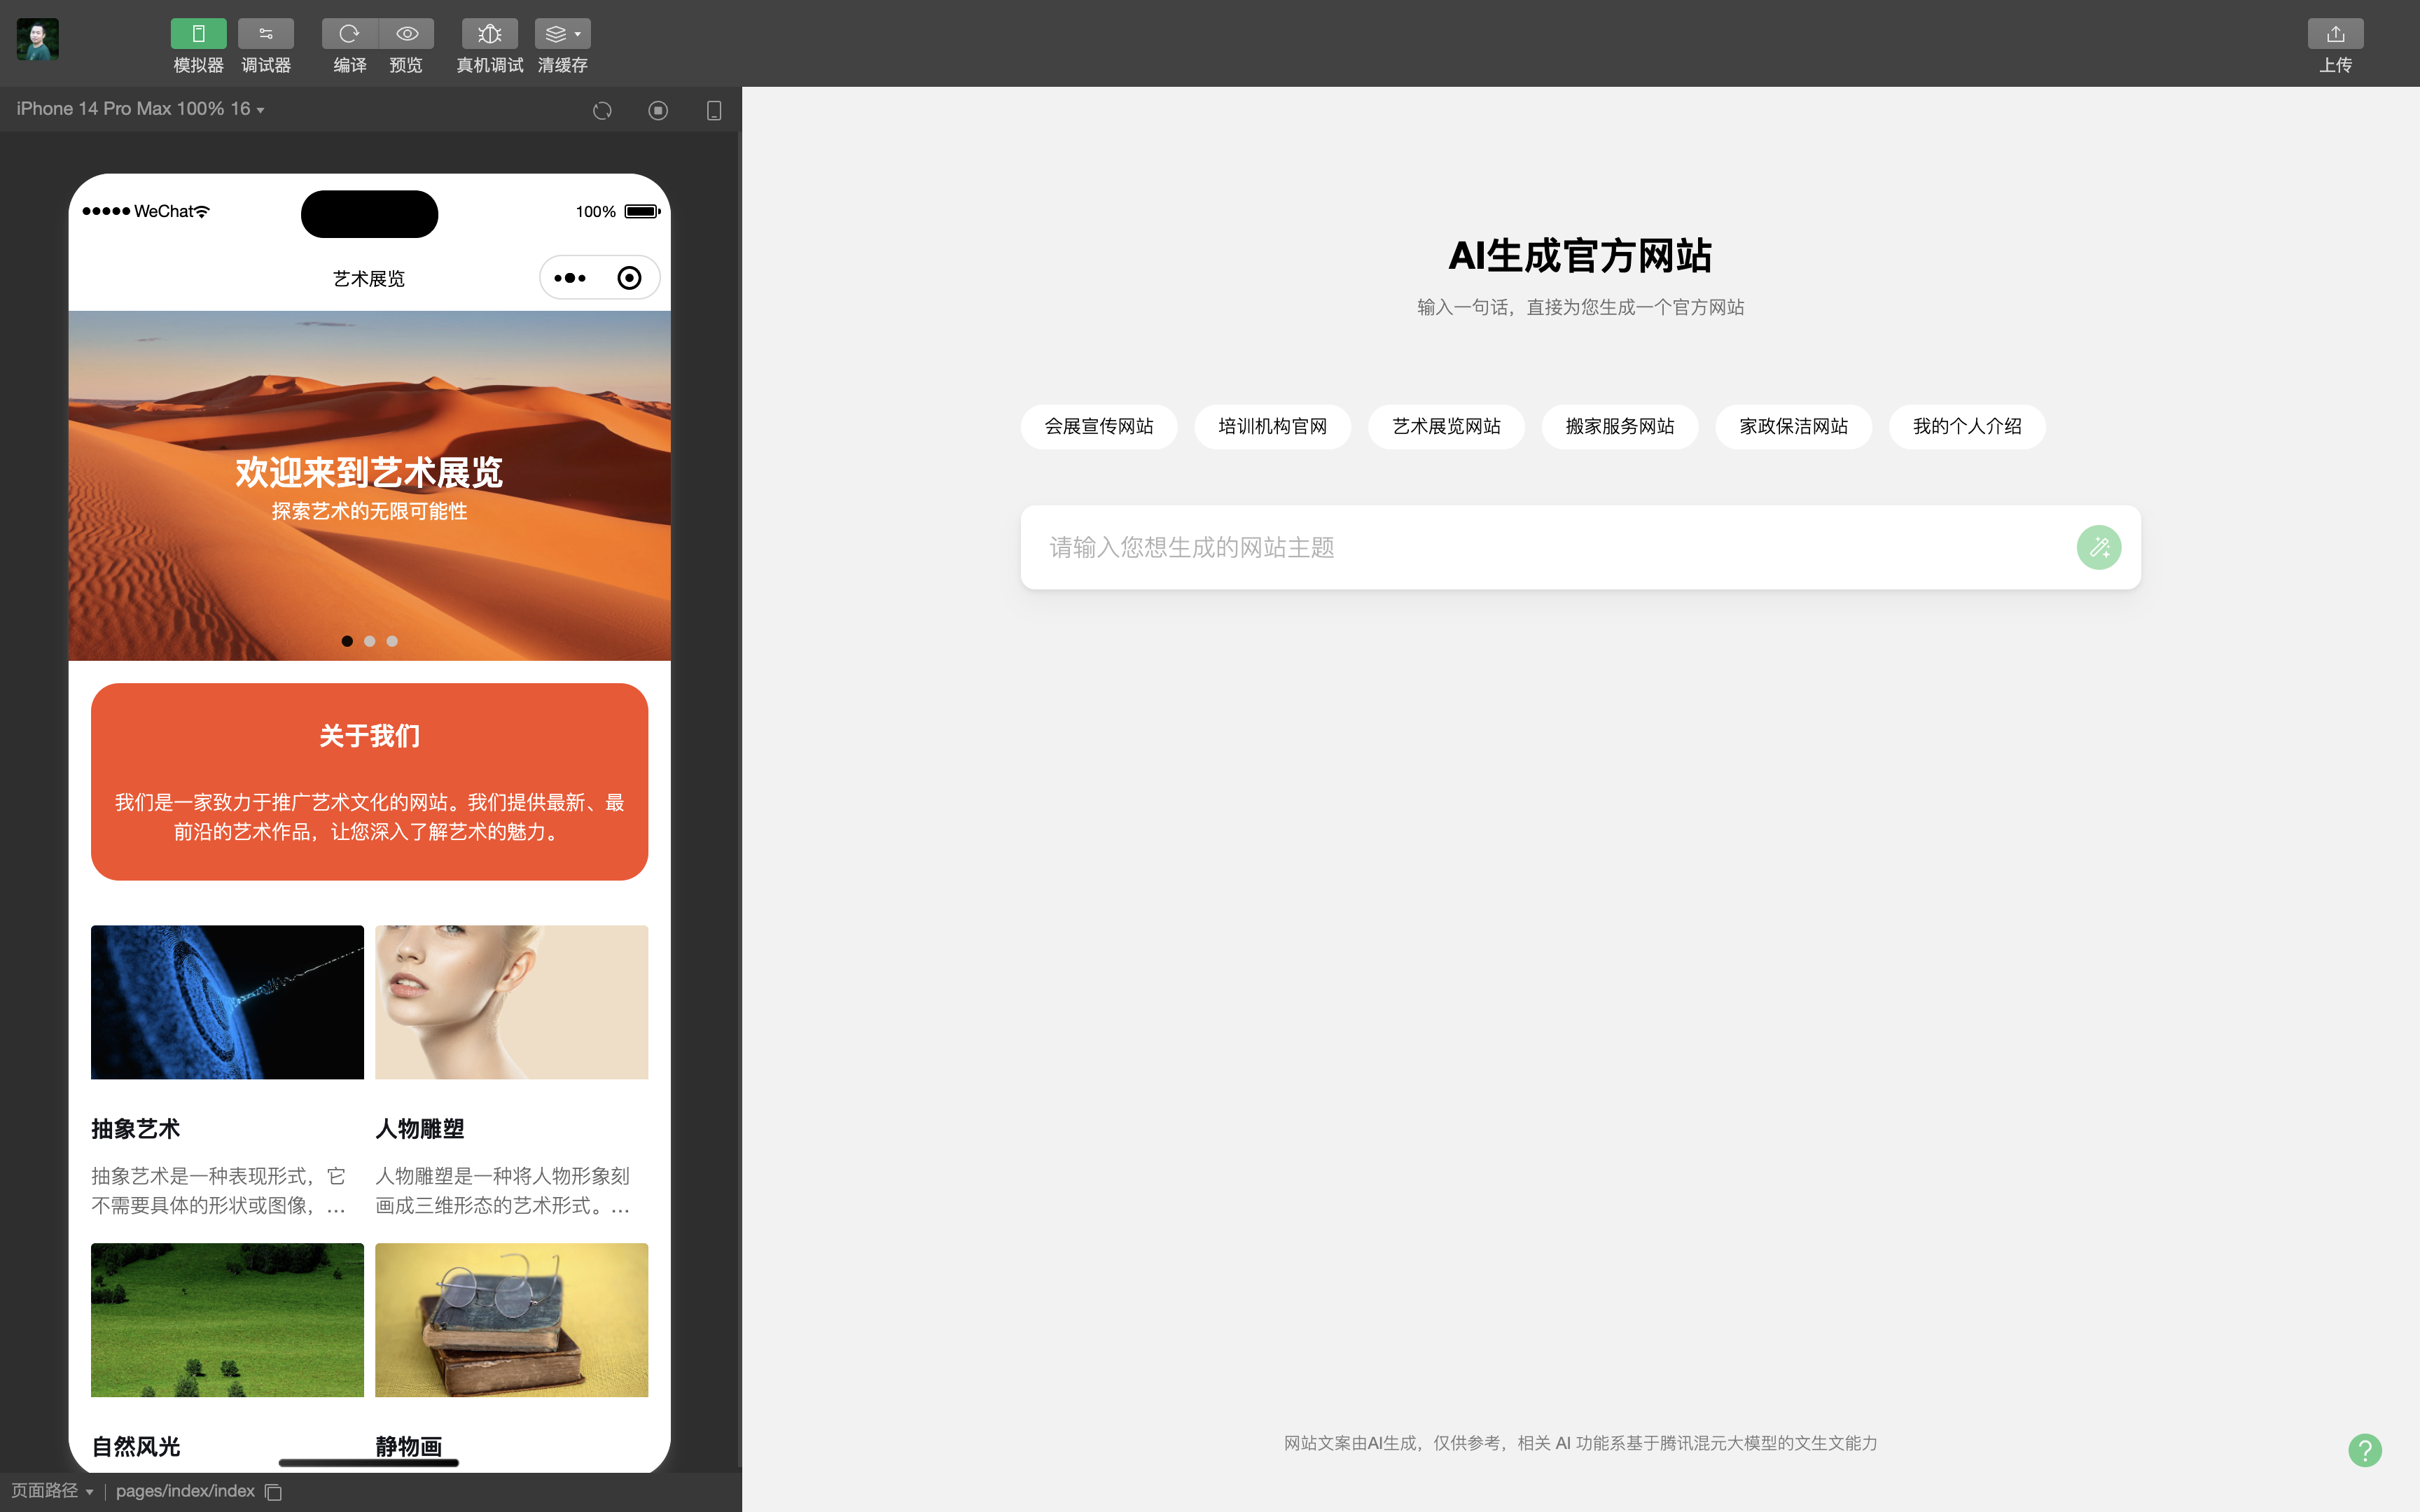 模拟器
调试器
编译
预览
真机调试
清缓存
上传
iPhone 14 Pro Max 100% 16
WeChat
100%
艺术展览
欢迎来到艺术展览
探索艺术的无限可能性
关于我们
我们是一家致力于推广艺术文化的网站。我们提供最新、最
前沿的艺术作品，让您深入了解艺术的魅力。
抽象艺术
抽象艺术是一种表现形式，它
不需要具体的形状或图像，…
人物雕塑
人物雕塑是一种将人物形象刻
画成三维形态的艺术形式。…
自然风光
静物画
页面路径
pages/index/index
AI生成官方网站
输入一句话，直接为您生成一个官方网站
会展宣传网站
培训机构官网
艺术展览网站
搬家服务网站
家政保洁网站
我的个人介绍
请输入您想生成的网站主题
网站文案由AI生成，仅供参考，相关 AI 功能系基于腾讯混元大模型的文生文能力
?